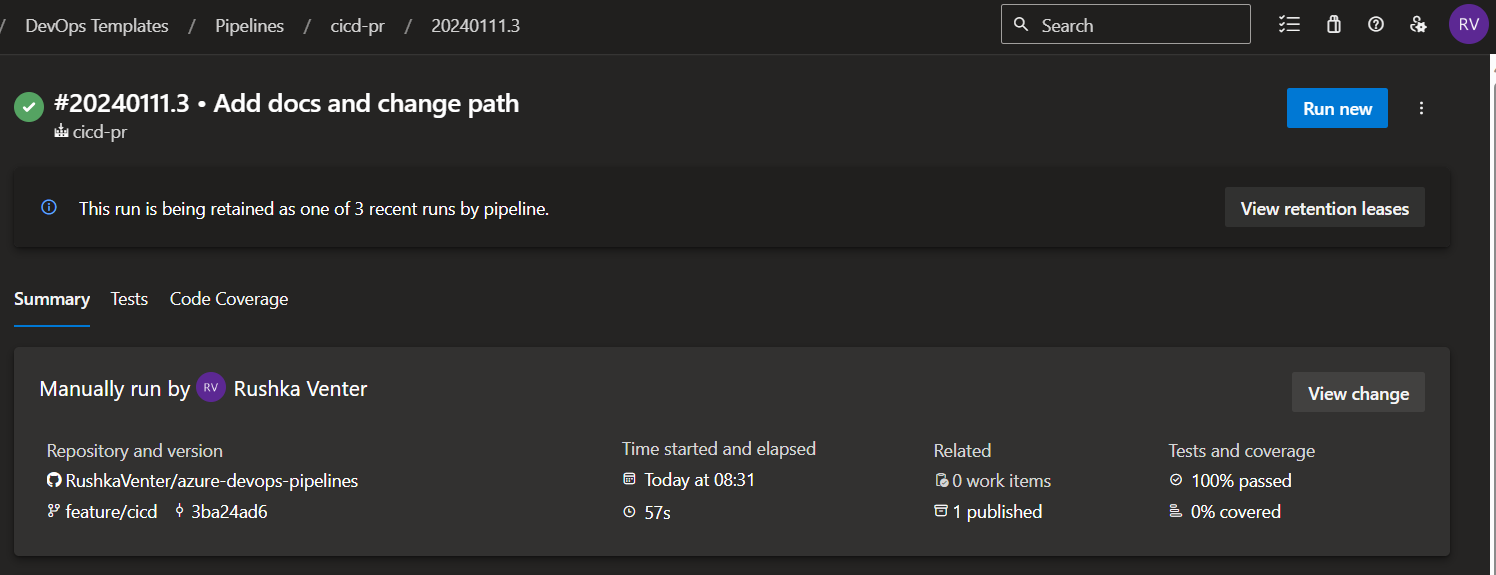 / DevOps Templates / Pipelines / cicd-pr / 20240111.3
Search
RV
#20240111.3 • Add docs and change path
cicd-pr
Run new
This run is being retained as one of 3 recent runs by pipeline.
View retention leases
Summary Tests Code Coverage
Manually run by RV Rushka Venter
View change
Repository and version
RushkaVenter/azure-devops-pipelines
feature/cicd 3ba24ad6
Time started and elapsed
Today at 08:31
57s
Related
0 work items
1 published
Tests and coverage
100% passed
0% covered